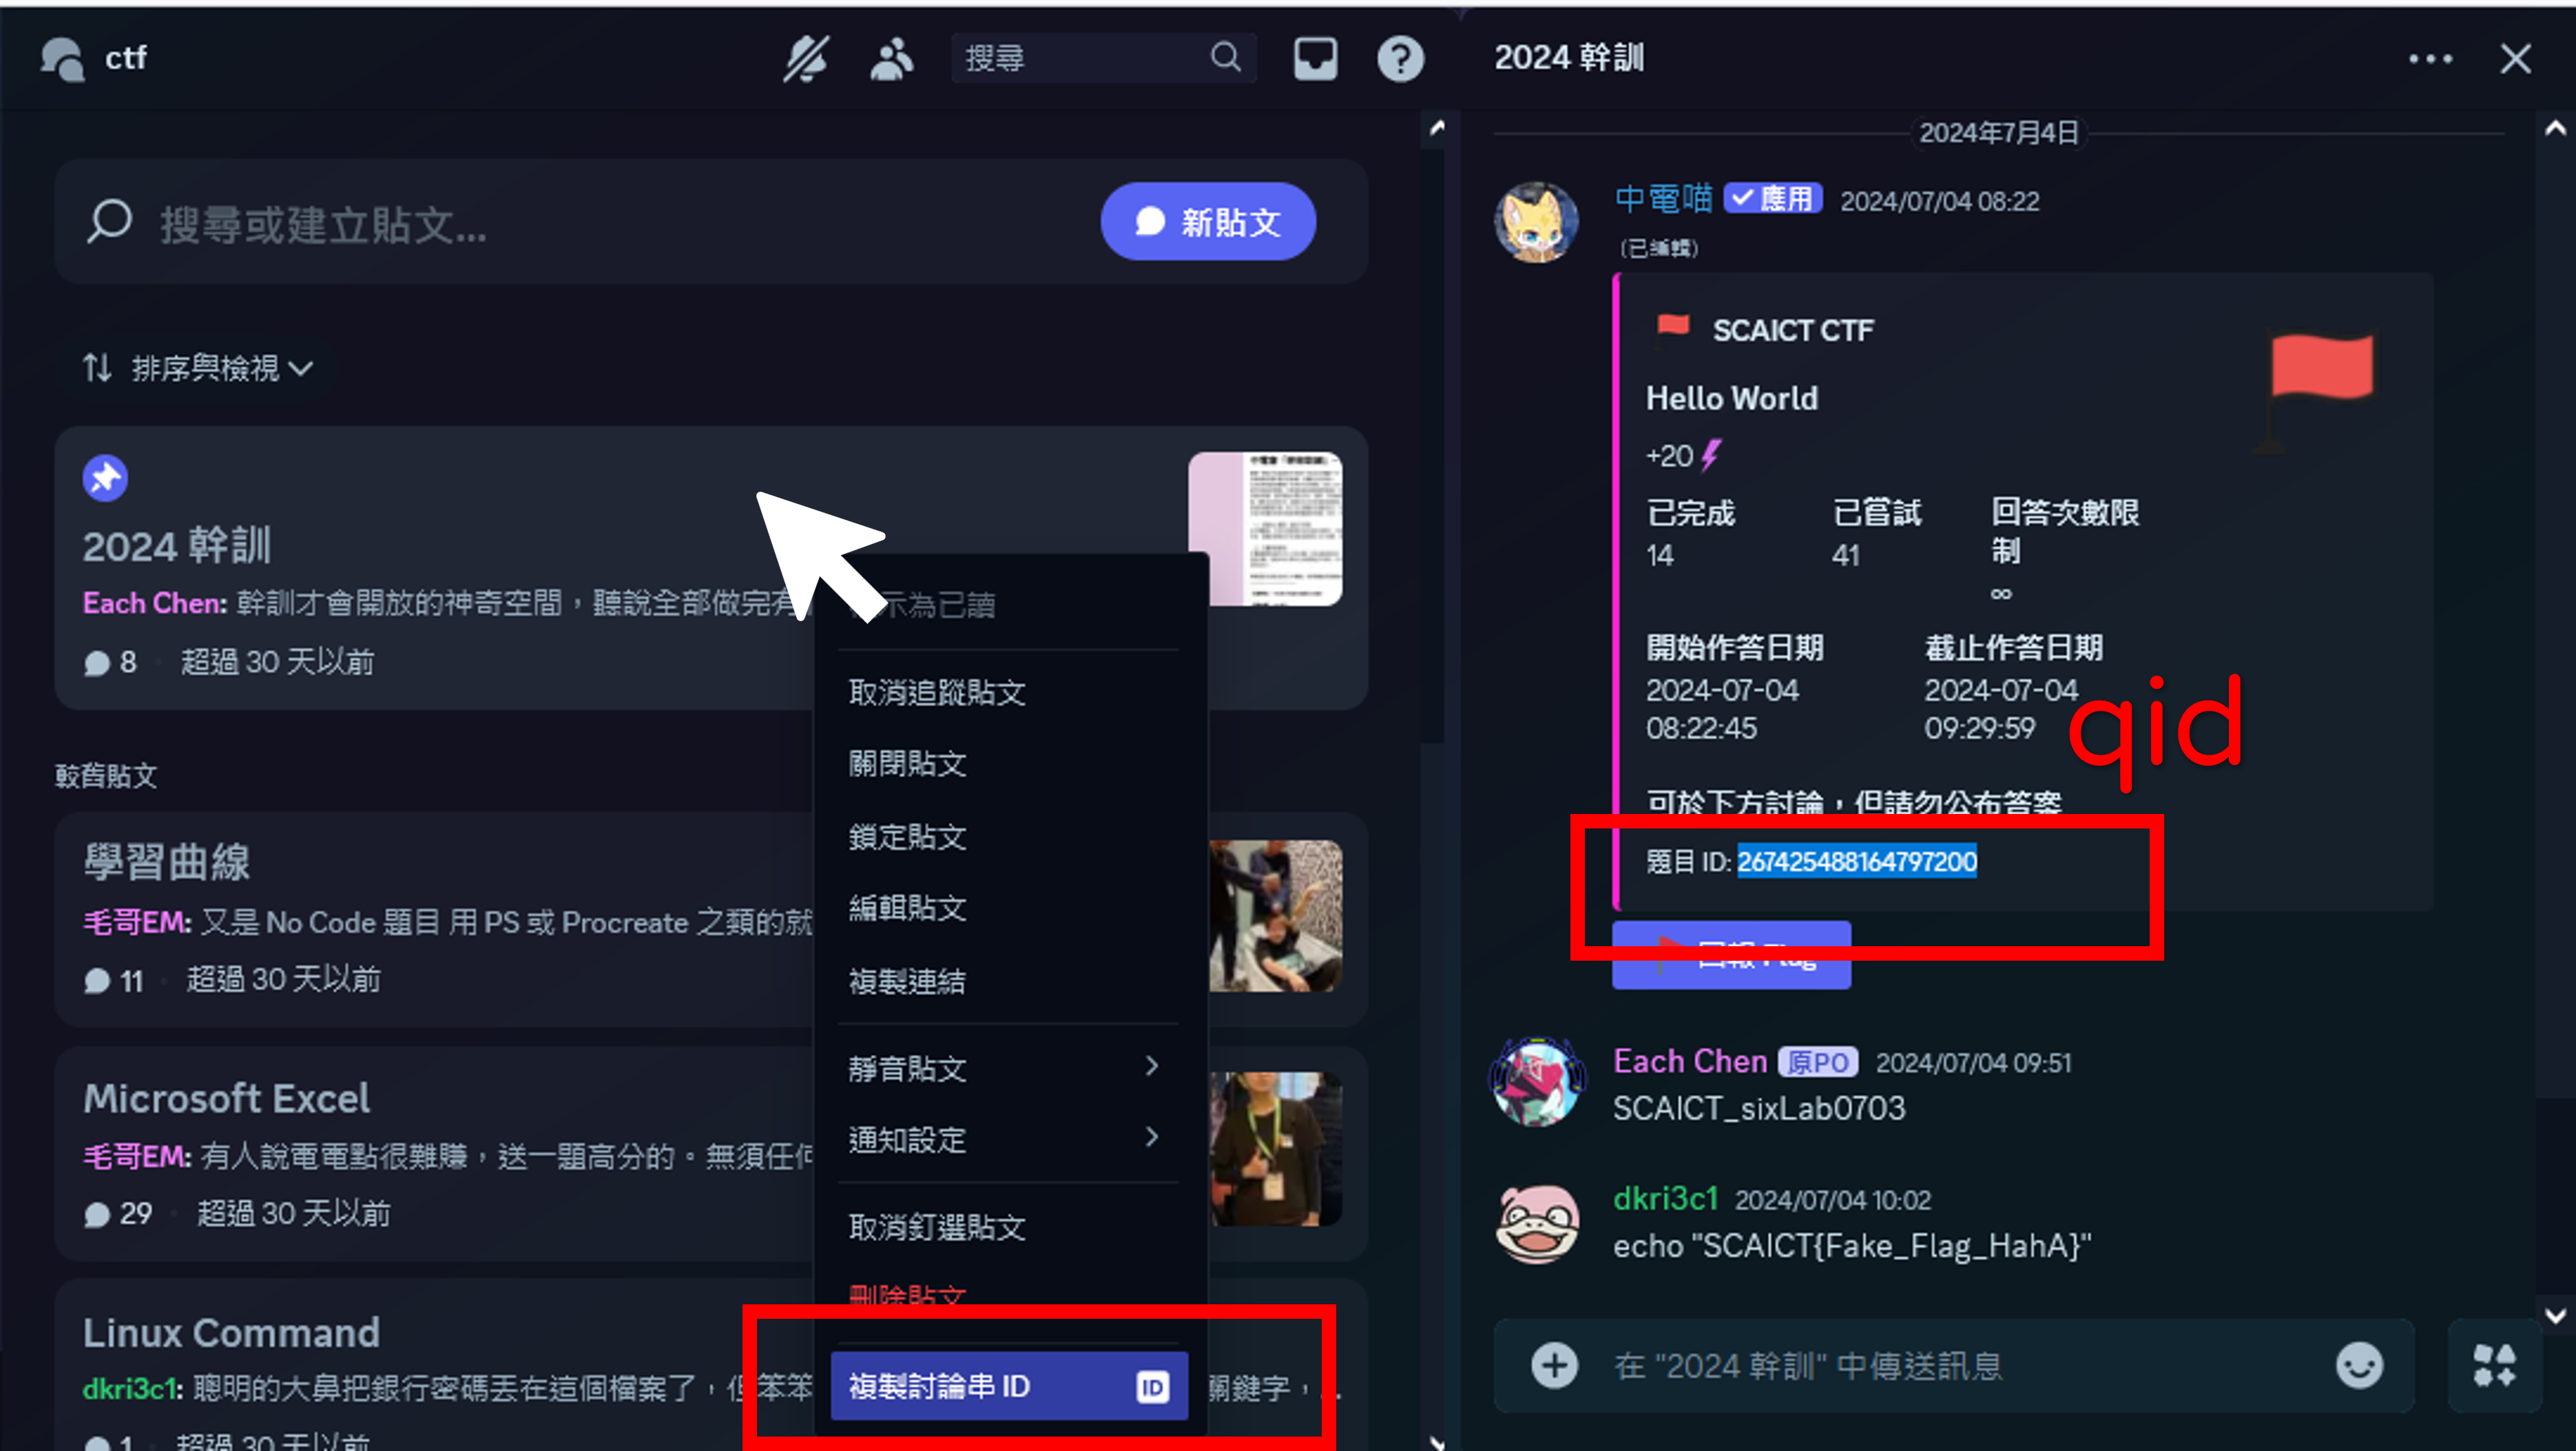 ctf
搜尋
搜尋或建立貼文...
新貼文
排序與檢視
2024 幹訓
Each Chen: 幹訓才會開放的神奇空間，聽說全部做完有
8
超過 30 天以前
較舊貼文
學習曲線
毛哥EM: 又是 No Code 題目 用 PS 或 Procreate 之類的就
11 超過 30 天以前
Microsoft Excel
毛哥EM: 有人說電電點很難賺，送一題高分的。無須任何
29 超過 30 天以前
Linux Command
dkri3c1: 聰明的大鼻把銀行密碼丟在這個檔案了，但笨笨
關鍵字，...
1 超過 30 天以前
示為已讀
取消追蹤貼文
關閉貼文
鎖定貼文
編輯貼文
複製連結
靜音貼文
通知設定
取消釘選貼文
刪除貼文
複製討論串 ID
ID
2024 幹訓
2024年7月4日
中電喵 應用 2024/07/04 08:22
(已編輯)
SCAICT CTF
Hello World
+20
已完成 已嘗試 回答次數限
制
14 41
∞
開始作答日期 截止作答日期
2024-07-04 2024-07-04
08:22:45 09:29:59
qid
可於下方討論，但請勿公布答案
題目 ID: 267425488164797200
回報 Flag
Each Chen 原PO 2024/07/04 09:51
SCAICT_sixLab0703
dkri3c1 2024/07/04 10:02
echo "SCAICT{Fake_Flag_HahA}"
在 "2024 幹訓" 中傳送訊息